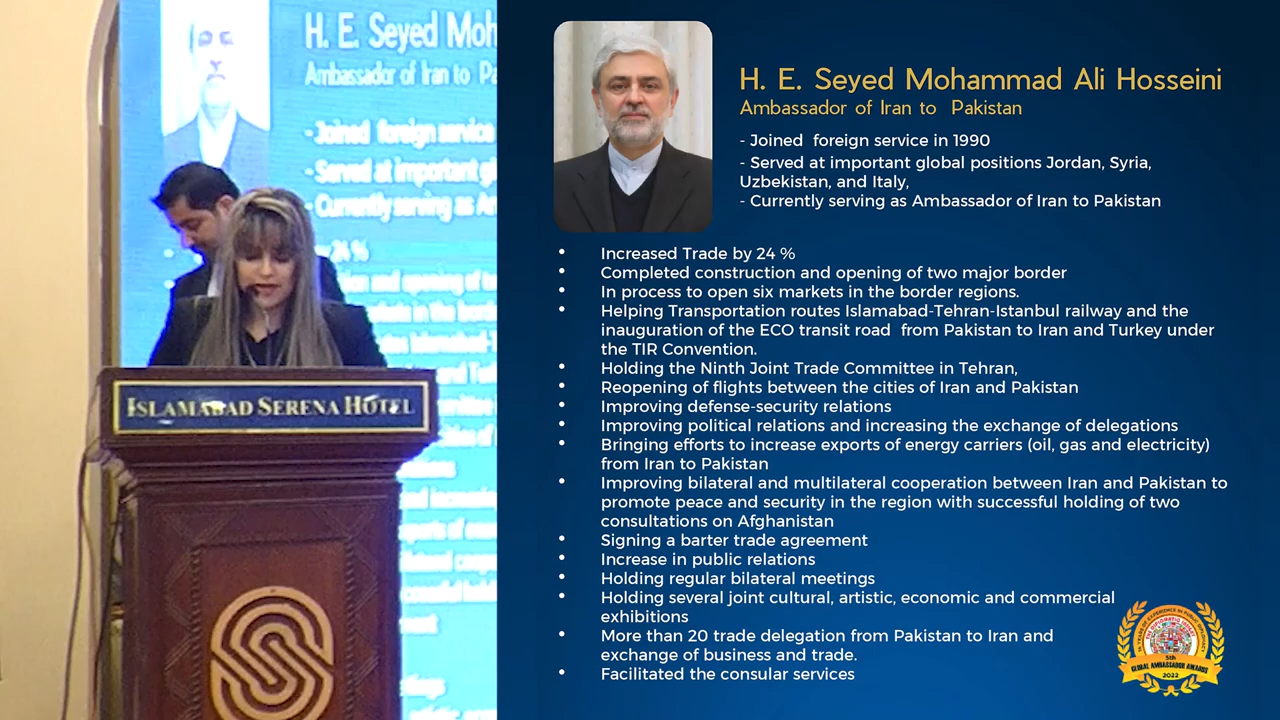 H. E. Seyed Moh
Ambassador of Iran to Pa
- Joined foreign service
- Served at important gl
- Currently serving as A
ISLAMABAD SERENA HOTEL
H. E. Seyed Mohammad Ali Hosseini
Ambassador of Iran to Pakistan
- Joined foreign service in 1990
- Served at important global positions Jordan, Syria,
Uzbekistan, and Italy,
- Currently serving as Ambassador of Iran to Pakistan
• Increased Trade by 24 %
• Completed construction and opening of two major border
• In process to open six markets in the border regions.
• Helping Transportation routes Islamabad-Tehran-Istanbul railway and the
inauguration of the ECO transit road from Pakistan to Iran and Turkey under
the TIR Convention.
• Holding the Ninth Joint Trade Committee in Tehran,
• Reopening of flights between the cities of Iran and Pakistan
• Improving defense-security relations
• Improving political relations and increasing the exchange of delegations
• Bringing efforts to increase exports of energy carriers (oil, gas and electricity)
from Iran to Pakistan
• Improving bilateral and multilateral cooperation between Iran and Pakistan to
promote peace and security in the region with successful holding of two
consultations on Afghanistan
• Signing a barter trade agreement
• Increase in public relations
• Holding regular bilateral meetings
• Holding several joint cultural, artistic, economic and commercial
exhibitions
• More than 20 trade delegation from Pakistan to Iran and
exchange of business and trade.
• Facilitated the consular services
5th
GLOBAL AMBASSADOR AWARDS
2022